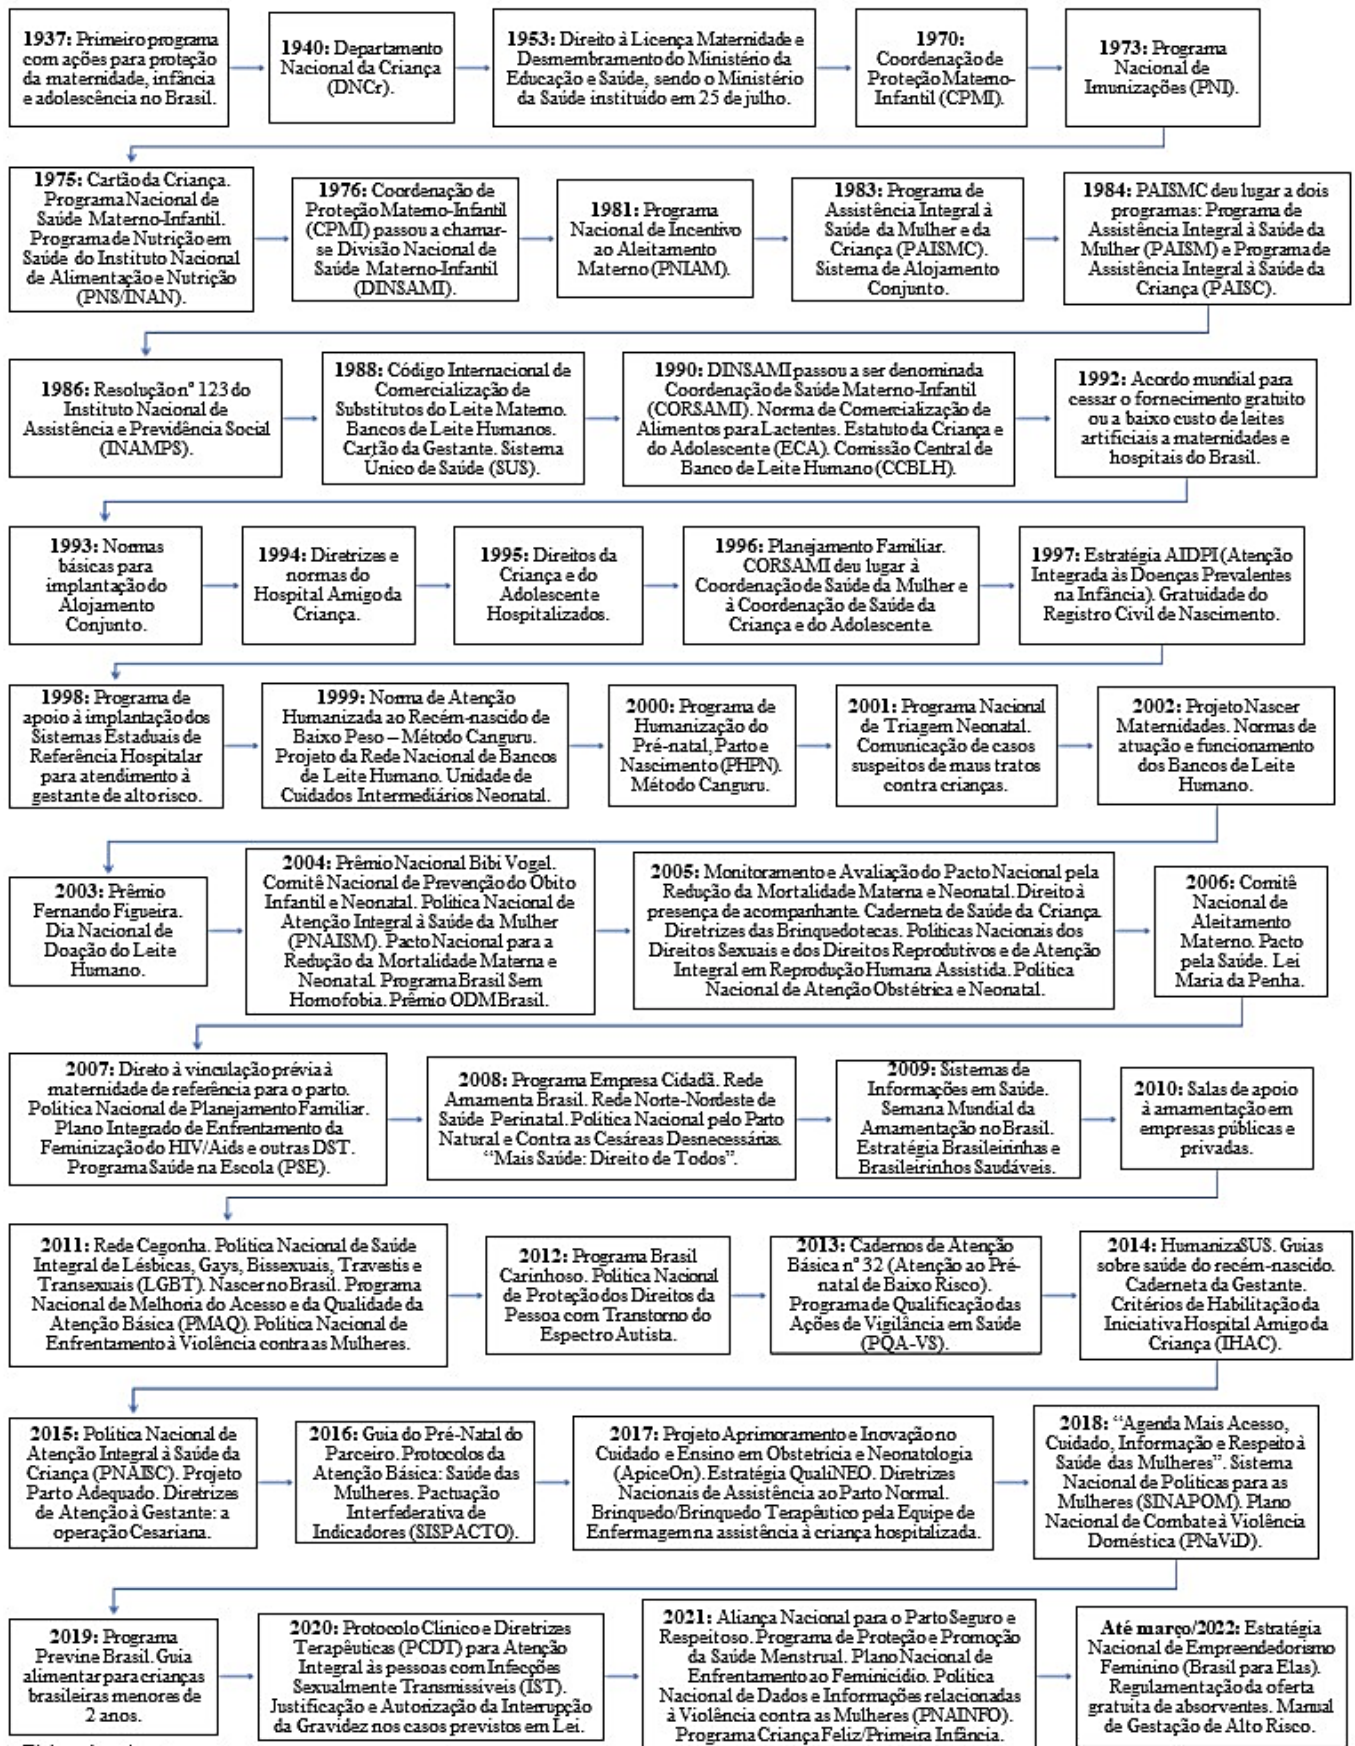 1937: Primeiro programa
com ações para proteção
da maternidade, infância
e adolescência no Brasil.
1940: Departamento
Nacional da Criança
(DNCr).
1953: Direito à Licença Maternidade e
Desmembramento do Ministério da
Educação e Saúde, sendo o Ministério
da Saúde instituído em 25 de julho.
1970:
Coordenação de
Proteção Materno-
Infantil (CPMI).
1973: Programa
Nacional de
Imunizações (PNI).
1975: Cartão da Criança.
Programa Nacional de
Saúde Materno-Infantil.
Programa de Nutrição em
Saúde do Instituto Nacional
de Alimentação e Nutrição
(PNS/INAN).
1976: Coordenação de
Proteção Materno-Infantil
(CPMI) passou a chamar-
se Divisão Nacional de
Saúde Materno-Infantil
(DINSAMI).
1981: Programa
Nacional de Incentivo
ao Aleitamento
Materno (PNIAM).
1983: Programa de
Assistência Integral à
Saúde da Mulher e da
Criança (PAISMC).
Sistema de Alojamento
Conjunto.
1984: PAISMC deu lugar a dois
programas: Programa de
Assistência Integral à Saúde da
Mulher (PAISM) e Programa de
Assistência Integral à Saúde da
Criança (PAISC).
1986: Resolução nº 123 do
Instituto Nacional de
Assistência e Previdência Social
(INAMPS).
1988: Código Internacional de
Comercialização de
Substitutos do Leite Materno.
Bancos de Leite Humanos.
Cartão da Gestante. Sistema
Único de Saúde (SUS).
1990: DINSAMI passou a ser denominada
Coordenação de Saúde Materno-Infantil
(CORSAMI). Norma de Comercialização de
Alimentos para Lactentes. Estatuto da Criança e
do Adolescente (ECA). Comissão Central de
Banco de Leite Humano (CCBLH).
1992: Acordo mundial para
cessar o fornecimento gratuito
ou a baixo custo de leites
artificiais a maternidades e
hospitais do Brasil.
1993: Normas
básicas para
implantação do
Alojamento
Conjunto.
1994: Diretrizes e
normas do
Hospital Amigo da
Criança.
1995: Direitos da
Criança e do
Adolescente
Hospitalizados.
1996: Planejamento Familiar.
CORSAMI deu lugar à
Coordenação de Saúde da Mulher e
à Coordenação de Saúde da
Criança e do Adolescente.
1997: Estratégia AIDPI (Atenção
Integrada às Doenças Prevalentes
na Infância). Gratuidade do
Registro Civil de Nascimento.
1998: Programa de
apoio à implantação dos
Sistemas Estaduais de
Referência Hospitalar
para atendimento à
gestante de alto risco.
1999: Norma de Atenção
Humanizada ao Recém-nascido de
Baixo Peso – Método Canguru.
Projeto da Rede Nacional de Bancos
de Leite Humano. Unidade de
Cuidados Intermediários Neonatal.
2000: Programa de
Humanização do
Pré-natal, Parto e
Nascimento (PHPN).
Método Canguru.
2001: Programa Nacional
de Triagem Neonatal.
Comunicação de casos
suspeitos de maus tratos
contra crianças.
2002: Projeto Nascer
Maternidades. Normas de
atuação e funcionamento
dos Bancos de Leite
Humano.
2003: Prêmio
Fernando Figueira.
Dia Nacional de
Doação do Leite
Humano.
2004: Prêmio Nacional Bibi Vogel.
Comitê Nacional de Prevenção do Óbito
Infantil e Neonatal. Política Nacional de
Atenção Integral à Saúde da Mulher
(PNAISM). Pacto Nacional para a
Redução da Mortalidade Materna e
Neonatal. Programa Brasil Sem
Homofobia. Prêmio ODM Brasil.
2005: Monitoramento e Avaliação do Pacto Nacional pela
Redução da Mortalidade Materna e Neonatal. Direito à
presença de acompanhante. Caderneta de Saúde da Criança.
Diretrizes das Brinquedotecas. Políticas Nacionais dos
Direitos Sexuais e dos Direitos Reprodutivos e de Atenção
Integral em Reprodução Humana Assistida. Política
Nacional de Atenção Obstétrica e Neonatal.
2006: Comitê
Nacional de
Aleitamento
Materno. Pacto
pela Saúde. Lei
Maria da Penha.
2007: Direto à vinculação prévia à
maternidade de referência para o parto.
Política Nacional de Planejamento Familiar.
Plano Integrado de Enfrentamento da
Feminização do HIV/Aids e outras DST.
Programa Saúde na Escola (PSE).
2008: Programa Empresa Cidadã. Rede
Amamenta Brasil. Rede Norte-Nordeste de
Saúde Perinatal. Política Nacional pelo Parto
Natural e Contra as Cesáreas Desnecessárias.
“Mais Saúde: Direito de Todos”.
2009: Sistemas de
Informações em Saúde.
Semana Mundial da
Amamentação no Brasil.
Estratégia Brasileirinhas e
Brasileirinhos Saudáveis.
2010: Salas de apoio
à amamentação em
empresas públicas e
privadas.
2011: Rede Cegonha. Política Nacional de Saúde
Integral de Lésbicas, Gays, Bissexuais, Travestis e
Transexuais (LGBT). Nascer no Brasil. Programa
Nacional de Melhoria do Acesso e da Qualidade da
Atenção Básica (PMAQ). Política Nacional de
Enfrentamento à Violência contra as Mulheres.
2012: Programa Brasil
Carinhoso. Política Nacional
de Proteção dos Direitos da
Pessoa com Transtorno do
Espectro Autista.
2013: Cadernos de Atenção
Básica nº 32 (Atenção ao Pré-
natal de Baixo Risco).
Programa de Qualificação das
Ações de Vigilância em Saúde
(PQA-VS).
2014: HumanizaSUS. Guias
sobre saúde do recém-nascido.
Caderneta da Gestante.
Critérios de Habilitação da
Iniciativa Hospital Amigo da
Criança (IHAC).
2015: Política Nacional de
Atenção Integral à Saúde da
Criança (PNAISC). Projeto
Parto Adequado. Diretrizes
de Atenção à Gestante: a
operação Cesariana.
2016: Guia do Pré-Natal do
Parceiro. Protocolos da
Atenção Básica: Saúde das
Mulheres. Pactuação
Interfederativa de
Indicadores (SISPACTO).
2017: Projeto Aprimoramento e Inovação no
Cuidado e Ensino em Obstetrícia e Neonatologia
(ApiceOn). Estratégia QualiNEO. Diretrizes
Nacionais de Assistência ao Parto Normal.
Brinquedo/Brinquedo Terapêutico pela Equipe de
Enfermagem na assistência à criança hospitalizada.
2018: “Agenda Mais Acesso,
Cuidado, Informação e Respeito à
Saúde das Mulheres”. Sistema
Nacional de Políticas para as
Mulheres (SINAPOM). Plano
Nacional de Combate à Violência
Doméstica (PNaViD).
2019: Programa
Previne Brasil. Guia
alimentar para crianças
brasileiras menores de
2 anos.
2020: Protocolo Clínico e Diretrizes
Terapêuticas (PCDT) para Atenção
Integral às pessoas com Infecções
Sexualmente Transmissíveis (IST).
Justificação e Autorização da Interrupção
da Gravidez nos casos previstos em Lei.
2021: Aliança Nacional para o Parto Seguro e
Respeitoso. Programa de Proteção e Promoção
da Saúde Menstrual. Plano Nacional de
Enfrentamento ao Feminicídio. Política
Nacional de Dados e Informações relacionadas
à Violência contra as Mulheres (PNAINFO).
Programa Criança Feliz/Primeira Infância.
Até março/2022: Estratégia
Nacional de Empreendedorismo
Feminino (Brasil para Elas).
Regulamentação da oferta
gratuita de absorventes. Manual
de Gestação de Alto Risco.